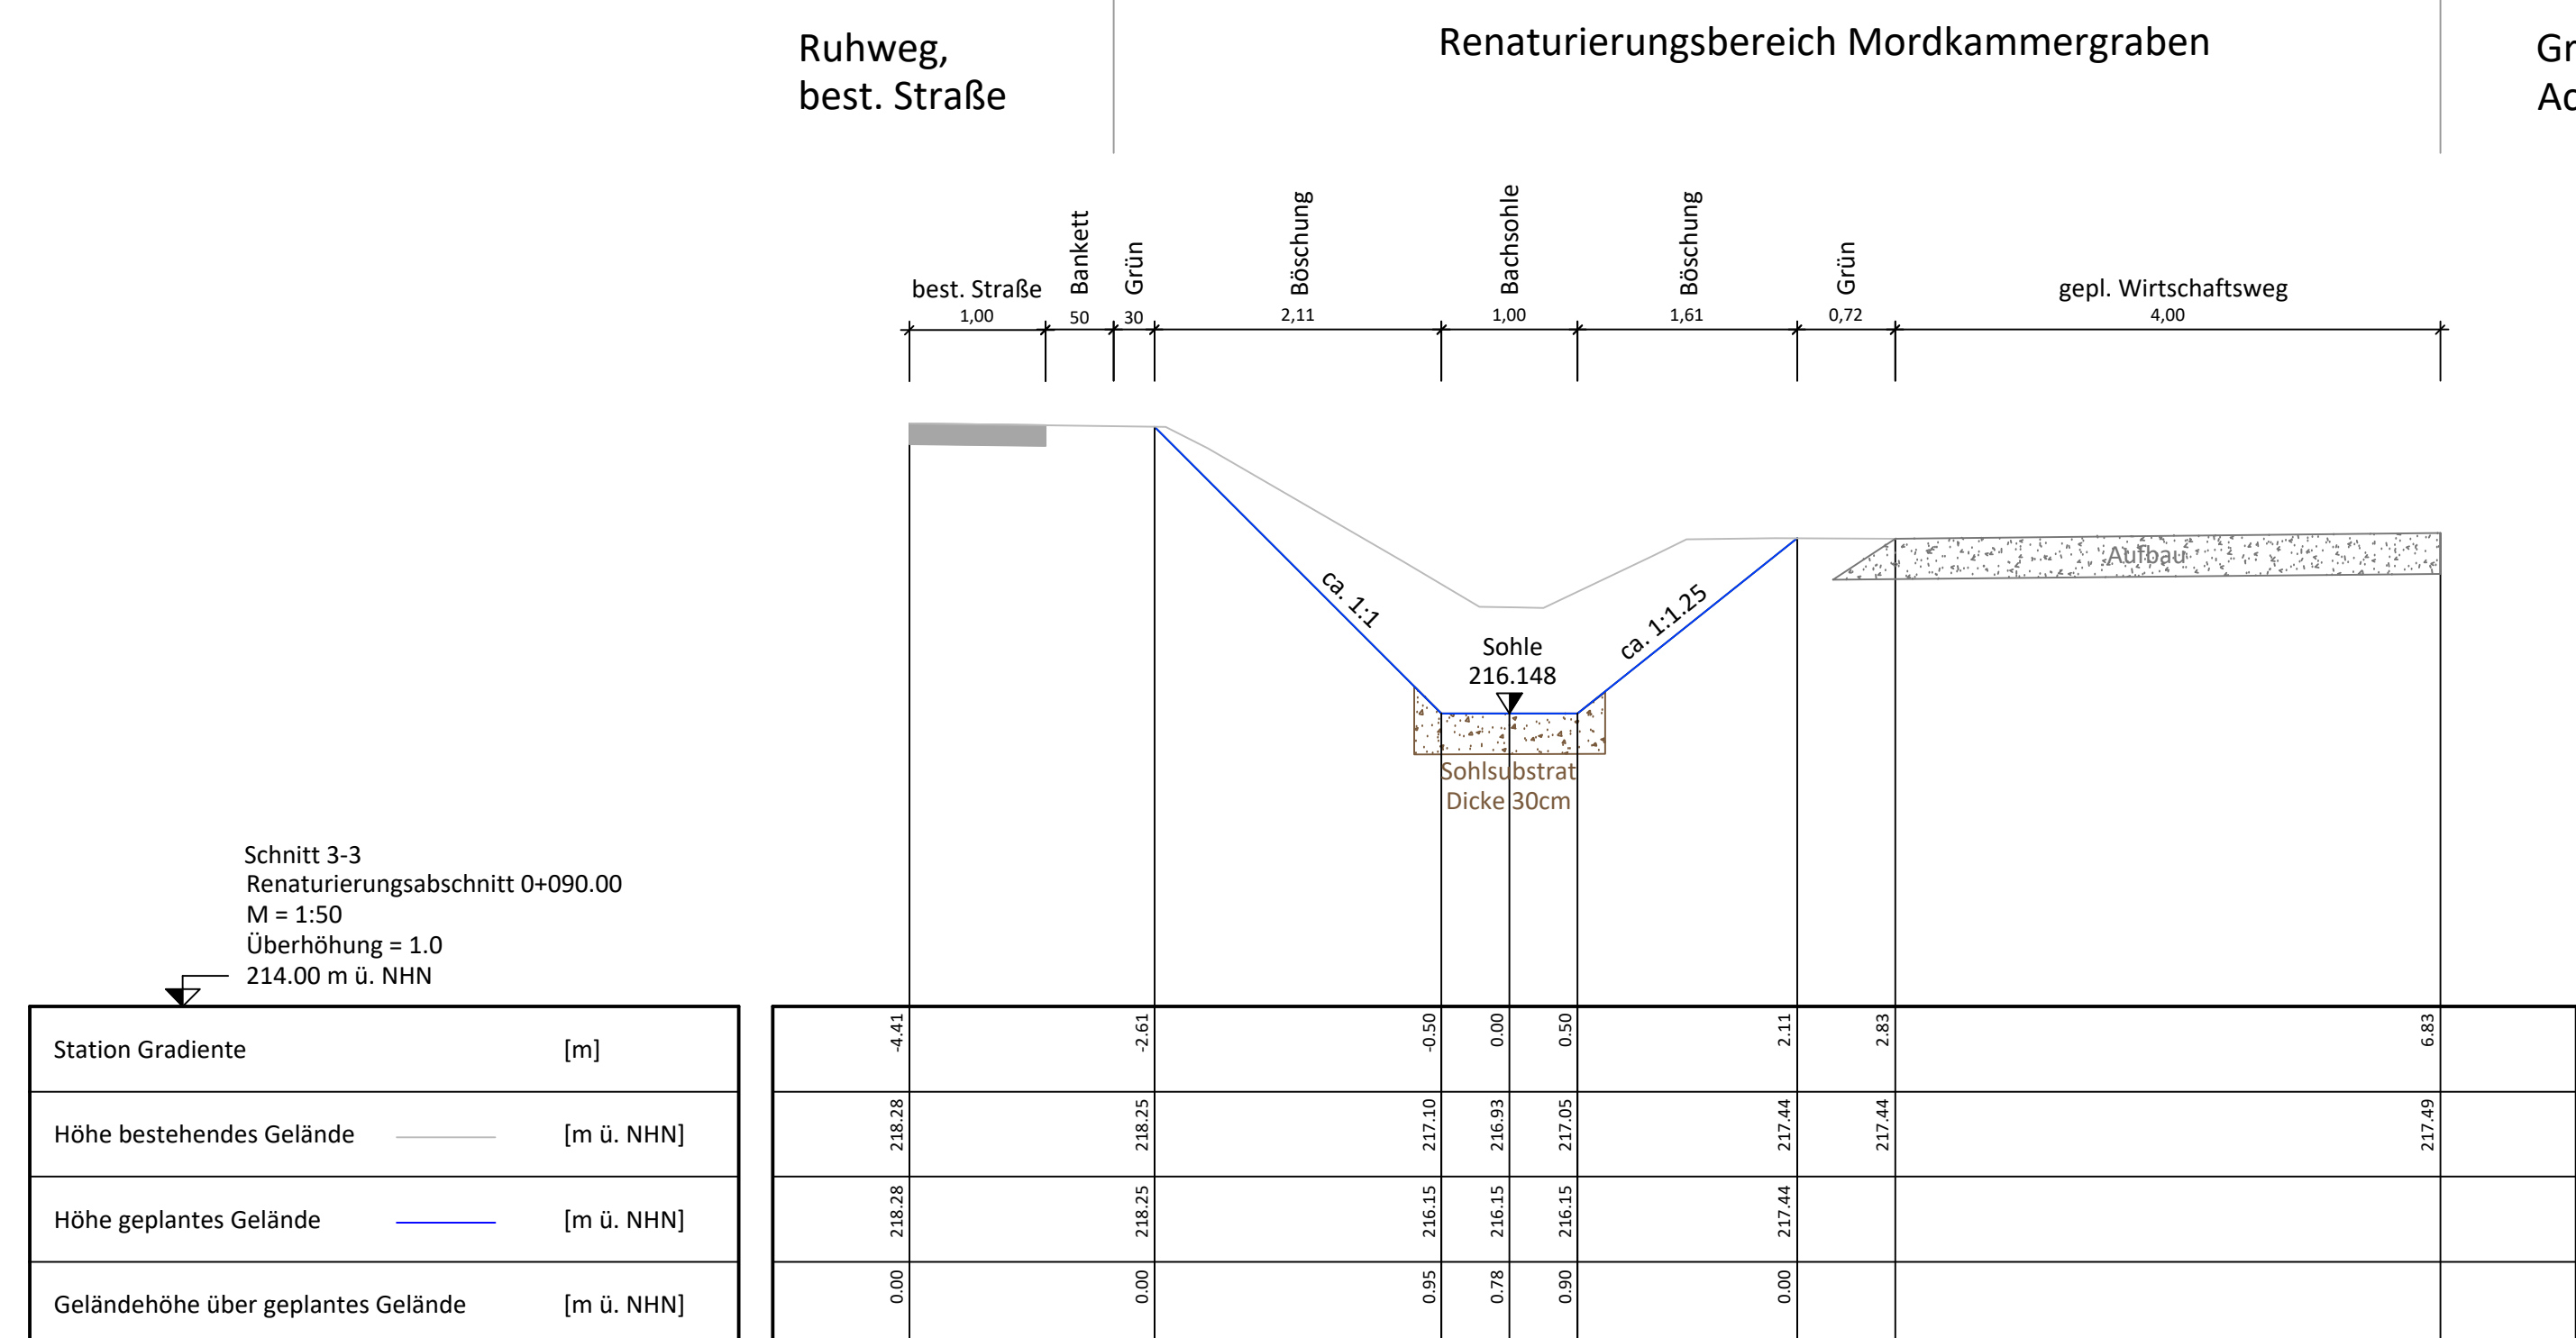 Ruhweg,
best. Straße
Renaturierungsbereich Mordkammergraben
best. Straße
Bankett
Grün
Böschung
Bachsohle
Böschung
Grün
gepl. Wirtschaftsweg
1,00
50
30
2,11
1,00
1,61
0,72
4,00
ca. 1:1
ca. 1:1.25
Aufbau
Sohle
216.148
Sohlsubstrat
Dicke 30cm
Schnitt 3-3
Renaturierungsabschnitt 0+090.00
M = 1:50
Überhöhung = 1.0
214.00 m ü. NHN
Station Gradiente [m] -4.41 -2.61 -0.50 0.00 0.50 2.11 2.83 6.83
Höhe bestehendes Gelände [m ü. NHN] 218.28 218.25 217.10 216.93 217.05 217.44 217.44 217.49
Höhe geplantes Gelände [m ü. NHN] 218.28 218.25 216.15 216.15 216.15 217.44
Geländehöhe über geplantes Gelände [m ü. NHN] 0.00 0.00 0.95 0.78 0.90 0.00